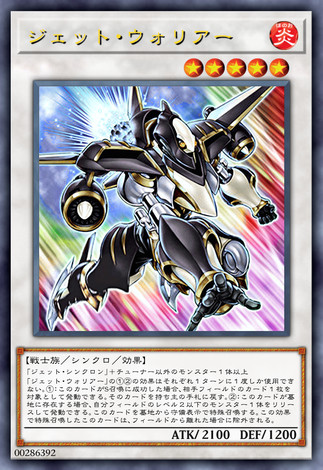 ジェット・ウォリアー
炎
【戦士族/シンクロ/効果】
「ジェット・シンクロン」+チューナー以外のモンスター1体以上
「ジェット・ウォリアー」の①②の効果はそれぞれ1ターンに1度しか使用でき
ない。①:このカードがS召喚に成功した場合、相手フィールドのカード1枚を
対象として発動できる。そのカードを持ち主の手札に戻す。②:このカードが墓
地に存在する場合、自分フィールドのレベル2以下のモンスター1体をリリー
スして発動できる。このカードを墓地から守備表示で特殊召喚する。この効果
で特殊召喚したこのカードは、フィールドから離れた場合に除外される。
ATK/2100 DEF/1200
00286392